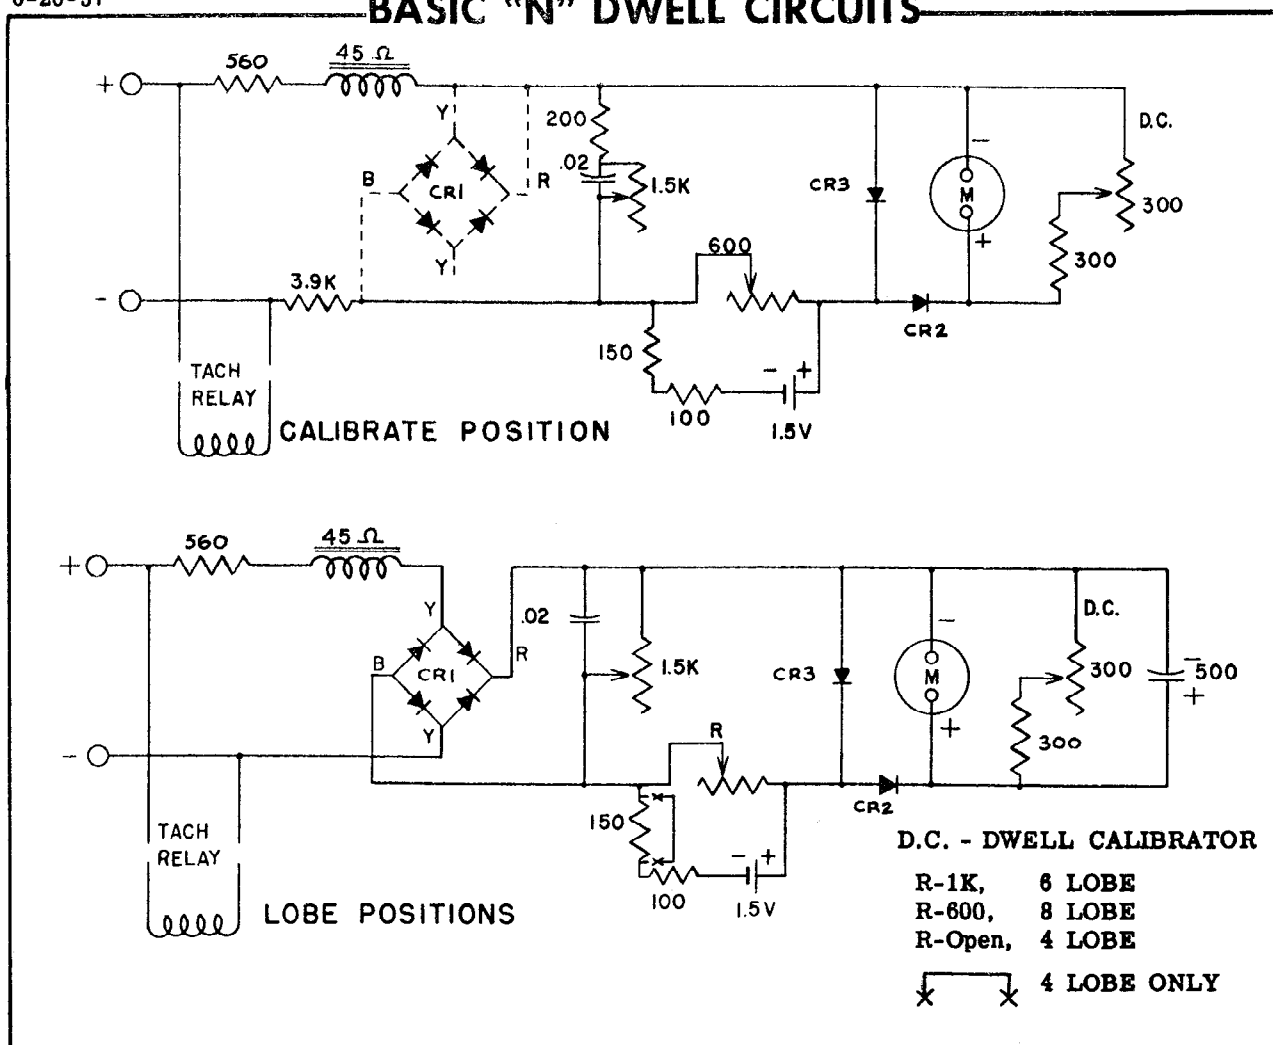 BASIC "N" DWELL CIRCUITS
560
45 Ω
+
Y
200
.02
1.5K
B
CR1
R
Y
CR3
-
M
+
D.C.
300
300
-
3.9K
600
CR2
150
100
- +
1.5V
TACH
RELAY
CALIBRATE POSITION
560
45 Ω
+
Y
.02
1.5K
B
CR1
R
Y
CR3
-
M
+
D.C.
300
300
-
500
+
-
R
CR2
150
100
- +
1.5V
TACH
RELAY
LOBE POSITIONS
D.C. - DWELL CALIBRATOR
R-1K, 6 LOBE
R-600, 8 LOBE
R-Open, 4 LOBE
4 LOBE ONLY